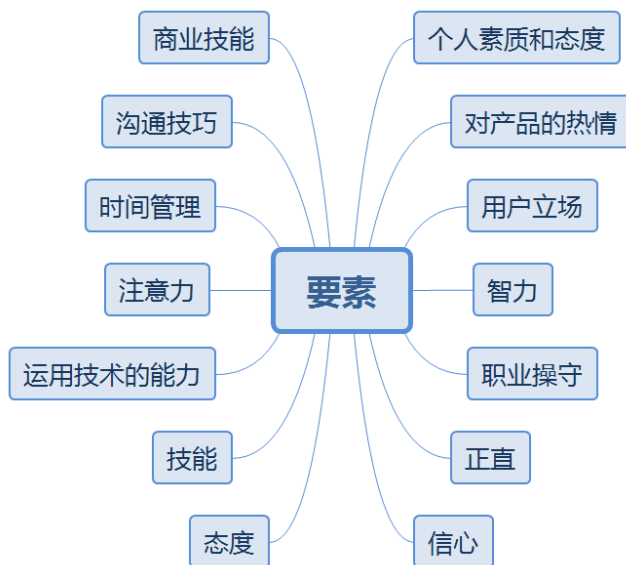 要素
个人素质和态度
对产品的热情
用户立场
智力
职业操守
正直
信心
态度
技能
运用技术的能力
注意力
时间管理
沟通技巧
商业技能